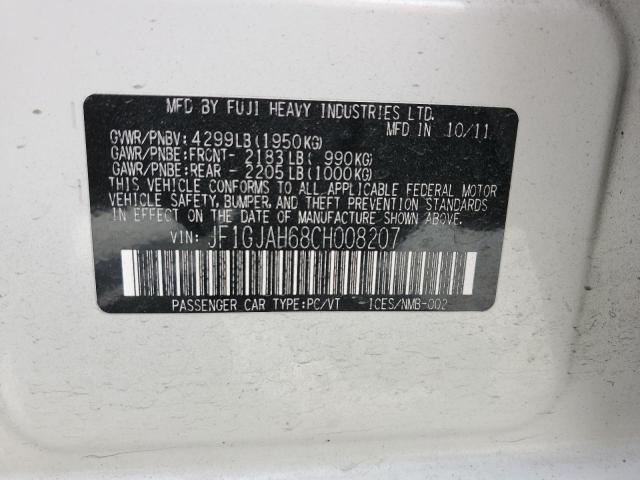 MFD BY FUJI HEAVY INDUSTRIES LTD.
MFD IN 10/11
GVWR/PNBV: 4299LB(1950KG)
GAWR/PNBE:FRONT- 2183LB( 990KG)
GAWR/PNBE:REAR - 2205LB(1000KG)
THIS VEHICLE CONFORMS TO ALL APPLICABLE FEDERAL MOTOR
VEHICLE SAFETY, BUMPER, AND THEFT PREVENTION STANDARDS
IN EFFECT ON THE DATE OF MANUFACTURE SHOWN ABOVE.
VIN: JF1GJAH68CH008207
PASSENGER CAR TYPE:PC/VT ICES/NMB-002